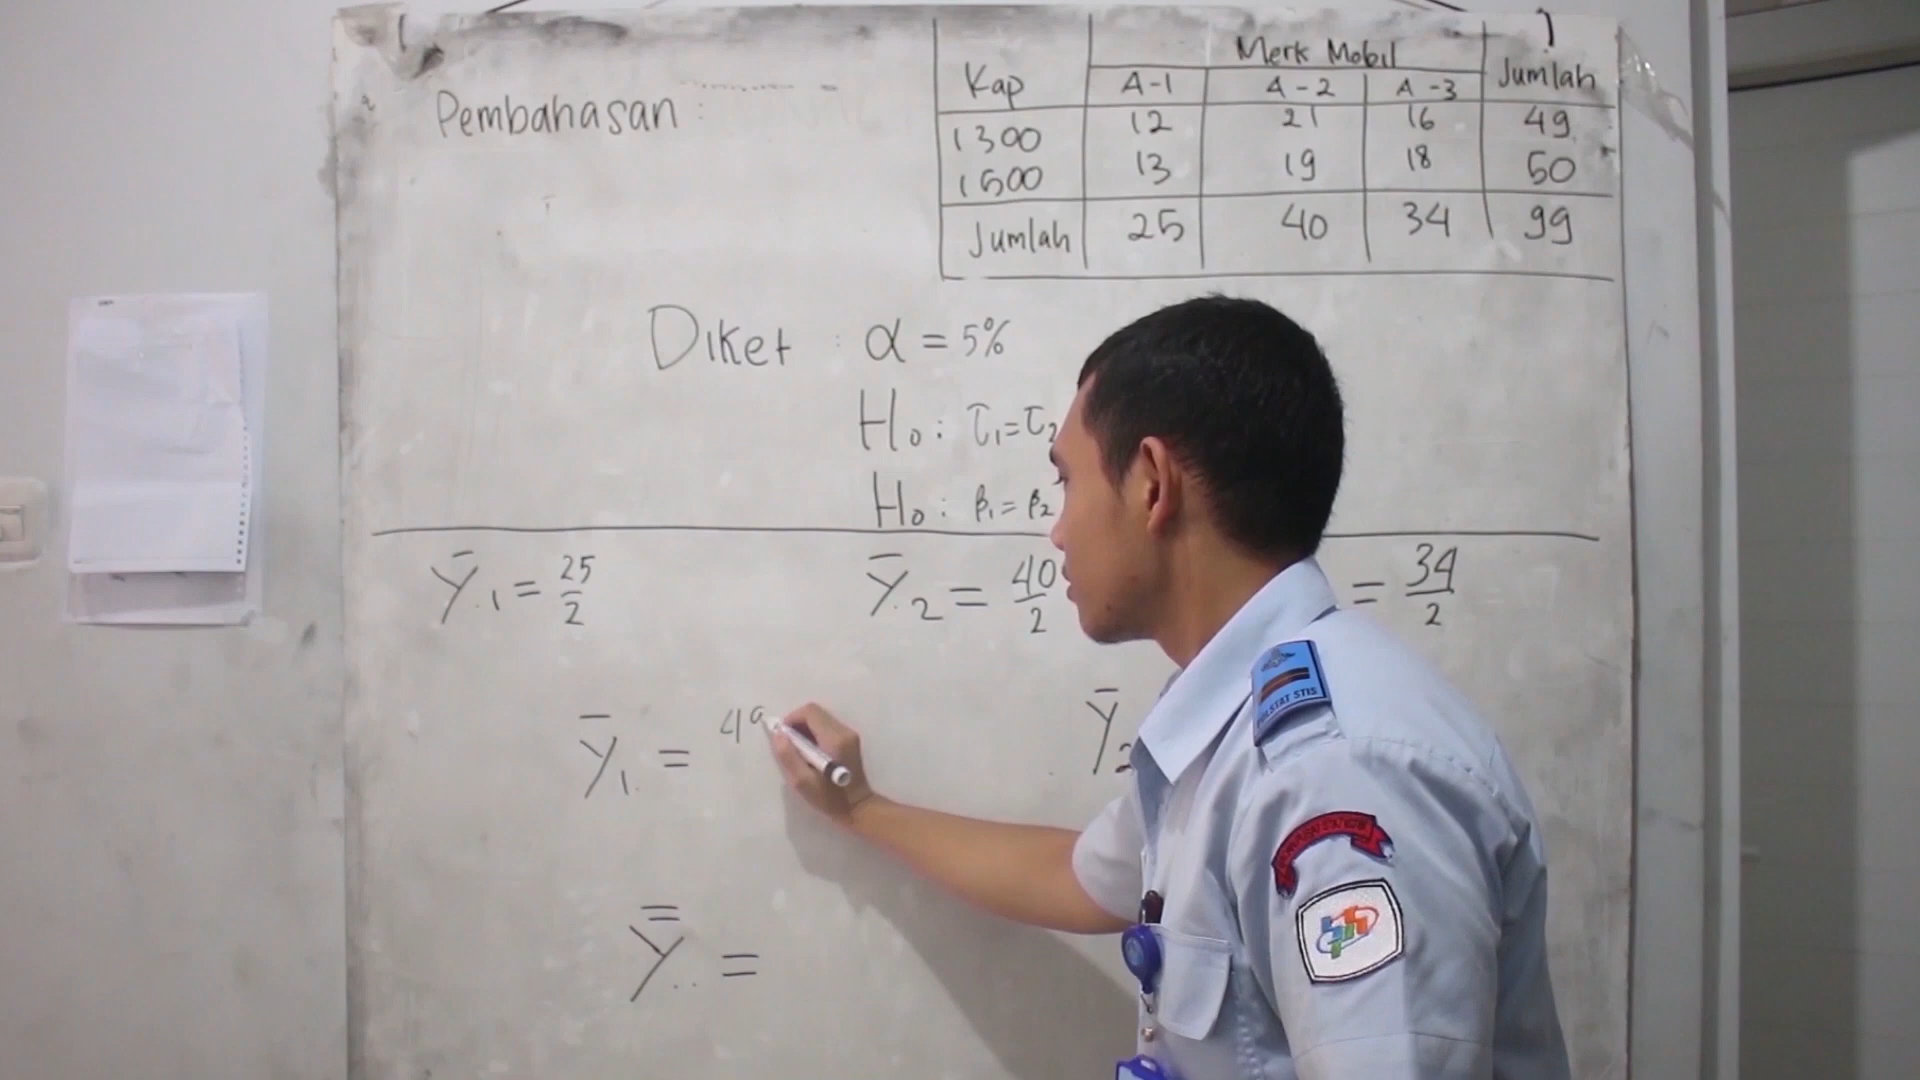 Pembahasan :
Kap Merk Mobil Jumlah
A-1 A-2 A-3
1300 12 21 16 49
1500 13 19 18 50
Jumlah 25 40 34 99
Diket : α = 5%
H₀ : τ₁=τ₂
H₀ : β₁=β₂
Ȳ.₁ = 25/2 Ȳ.₂ = 40/2 = 34/2
Ȳ₁. = 49 Ȳ₂
Y̿.. =
POLSTAT STIS